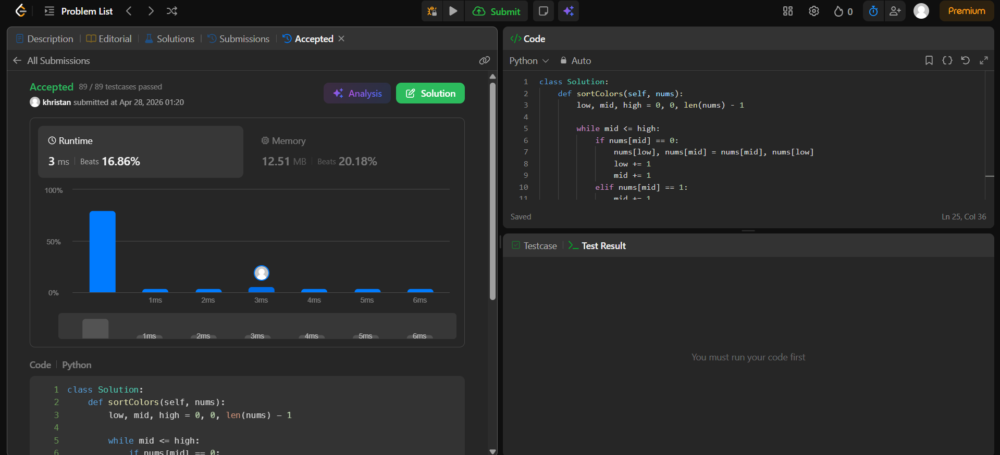 Problem List
Submit
0
Premium
Description
Editorial
Solutions
Submissions
Accepted
All Submissions
Accepted 89 / 89 testcases passed
khristan submitted at Apr 28, 2026 01:20
Analysis
Solution
Runtime
3 ms Beats 16.86%
Memory
12.51 MB Beats 20.18%
100%
50%
0%
1ms 2ms 3ms 4ms 5ms 6ms
1ms 2ms 3ms 4ms 5ms 6ms
Code | Python
1 class Solution:
2     def sortColors(self, nums):
3         low, mid, high = 0, 0, len(nums) - 1
4
5         while mid <= high:
6             if nums[mid] == 0:
</> Code
Python Auto
1 class Solution:
2     def sortColors(self, nums):
3         low, mid, high = 0, 0, len(nums) - 1
4
5         while mid <= high:
6             if nums[mid] == 0:
7                 nums[low], nums[mid] = nums[mid], nums[low]
8                 low += 1
9                 mid += 1
10             elif nums[mid] == 1:
11                 mid += 1
Saved
Ln 25, Col 36
Testcase
>_ Test Result
You must run your code first